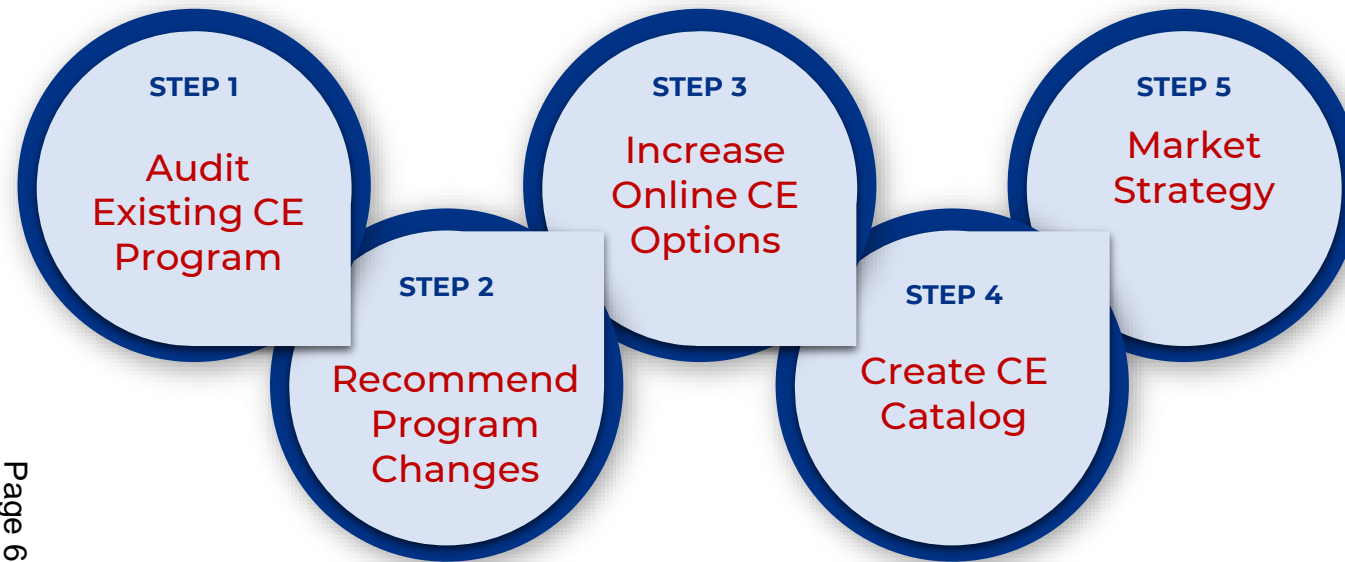 STEP 1
Audit
Existing CE
Program
STEP 2
Recommend
Program
Changes
STEP 3
Increase
Online CE
Options
STEP 4
Create CE
Catalog
STEP 5
Market
Strategy
Page 6